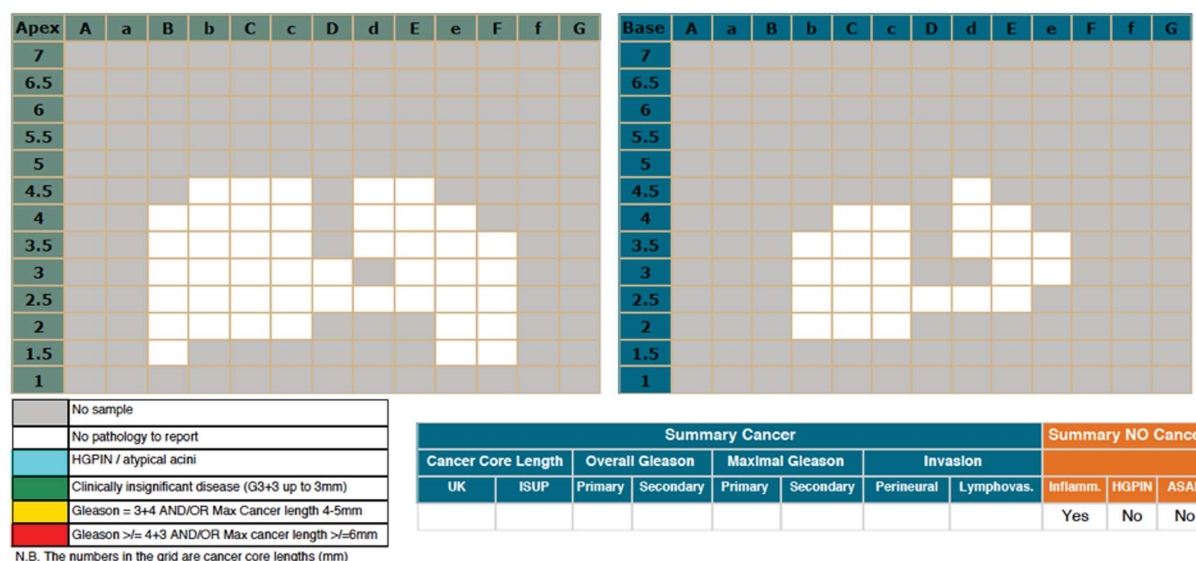 Apex A a B b C c D d E e F f G
7
6.5
6
5.5
5
4.5
4
3.5
3
2.5
2
1.5
1
Base A a B b C c D d E e F f G
7
6.5
6
5.5
5
4.5
4
3.5
3
2.5
2
1.5
1
No sample
No pathology to report
HGPIN / atypical acini
Clinically insignificant disease (G3+3 up to 3mm)
Gleason = 3+4 AND/OR Max Cancer length 4-5mm
Gleason >/= 4+3 AND/OR Max cancer length >/=6mm
N.B. The numbers in the grid are cancer core lengths (mm)
Summary Cancer Summary NO Cance
Cancer Core Length Overall Gleason Maximal Gleason Invasion
UK ISUP Primary Secondary Primary Secondary Perineural Lymphovas. Inflamm. HGPIN ASA
Yes No No